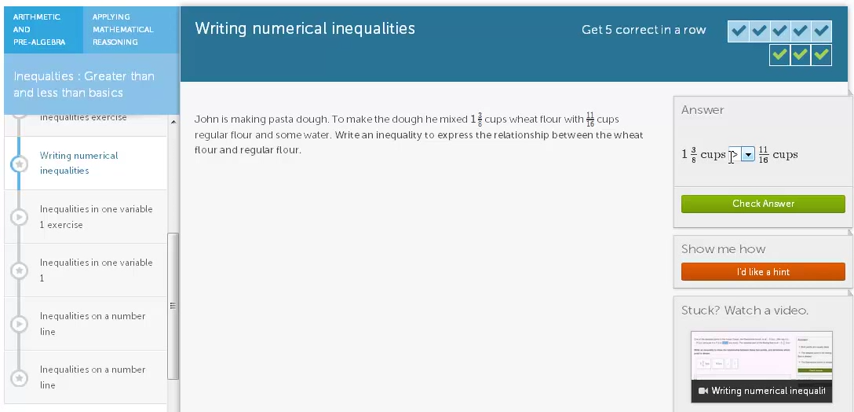 ARITHMETIC
AND
PRE-ALGEBRA
APPLYING
MATHEMATICAL
REASONING
Inequalties : Greater than
and less than basics
Inequalities exercise
Writing numerical
inequalities
Inequalities in one variable
1 exercise
Inequalities in one variable
1
Inequalities on a number
line
Inequalities on a number
line
Writing numerical inequalities
Get 5 correct in a row
John is making pasta dough. To make the dough he mixed 1 3/8 cups wheat flour with 11/16 cups
regular flour and some water. Write an inequality to express the relationship between the wheat
flour and regular flour.
Answer
1 3/8 cups > 11/16 cups
Check Answer
Show me how
I'd like a hint
Stuck? Watch a video.
Writing numerical inequalit